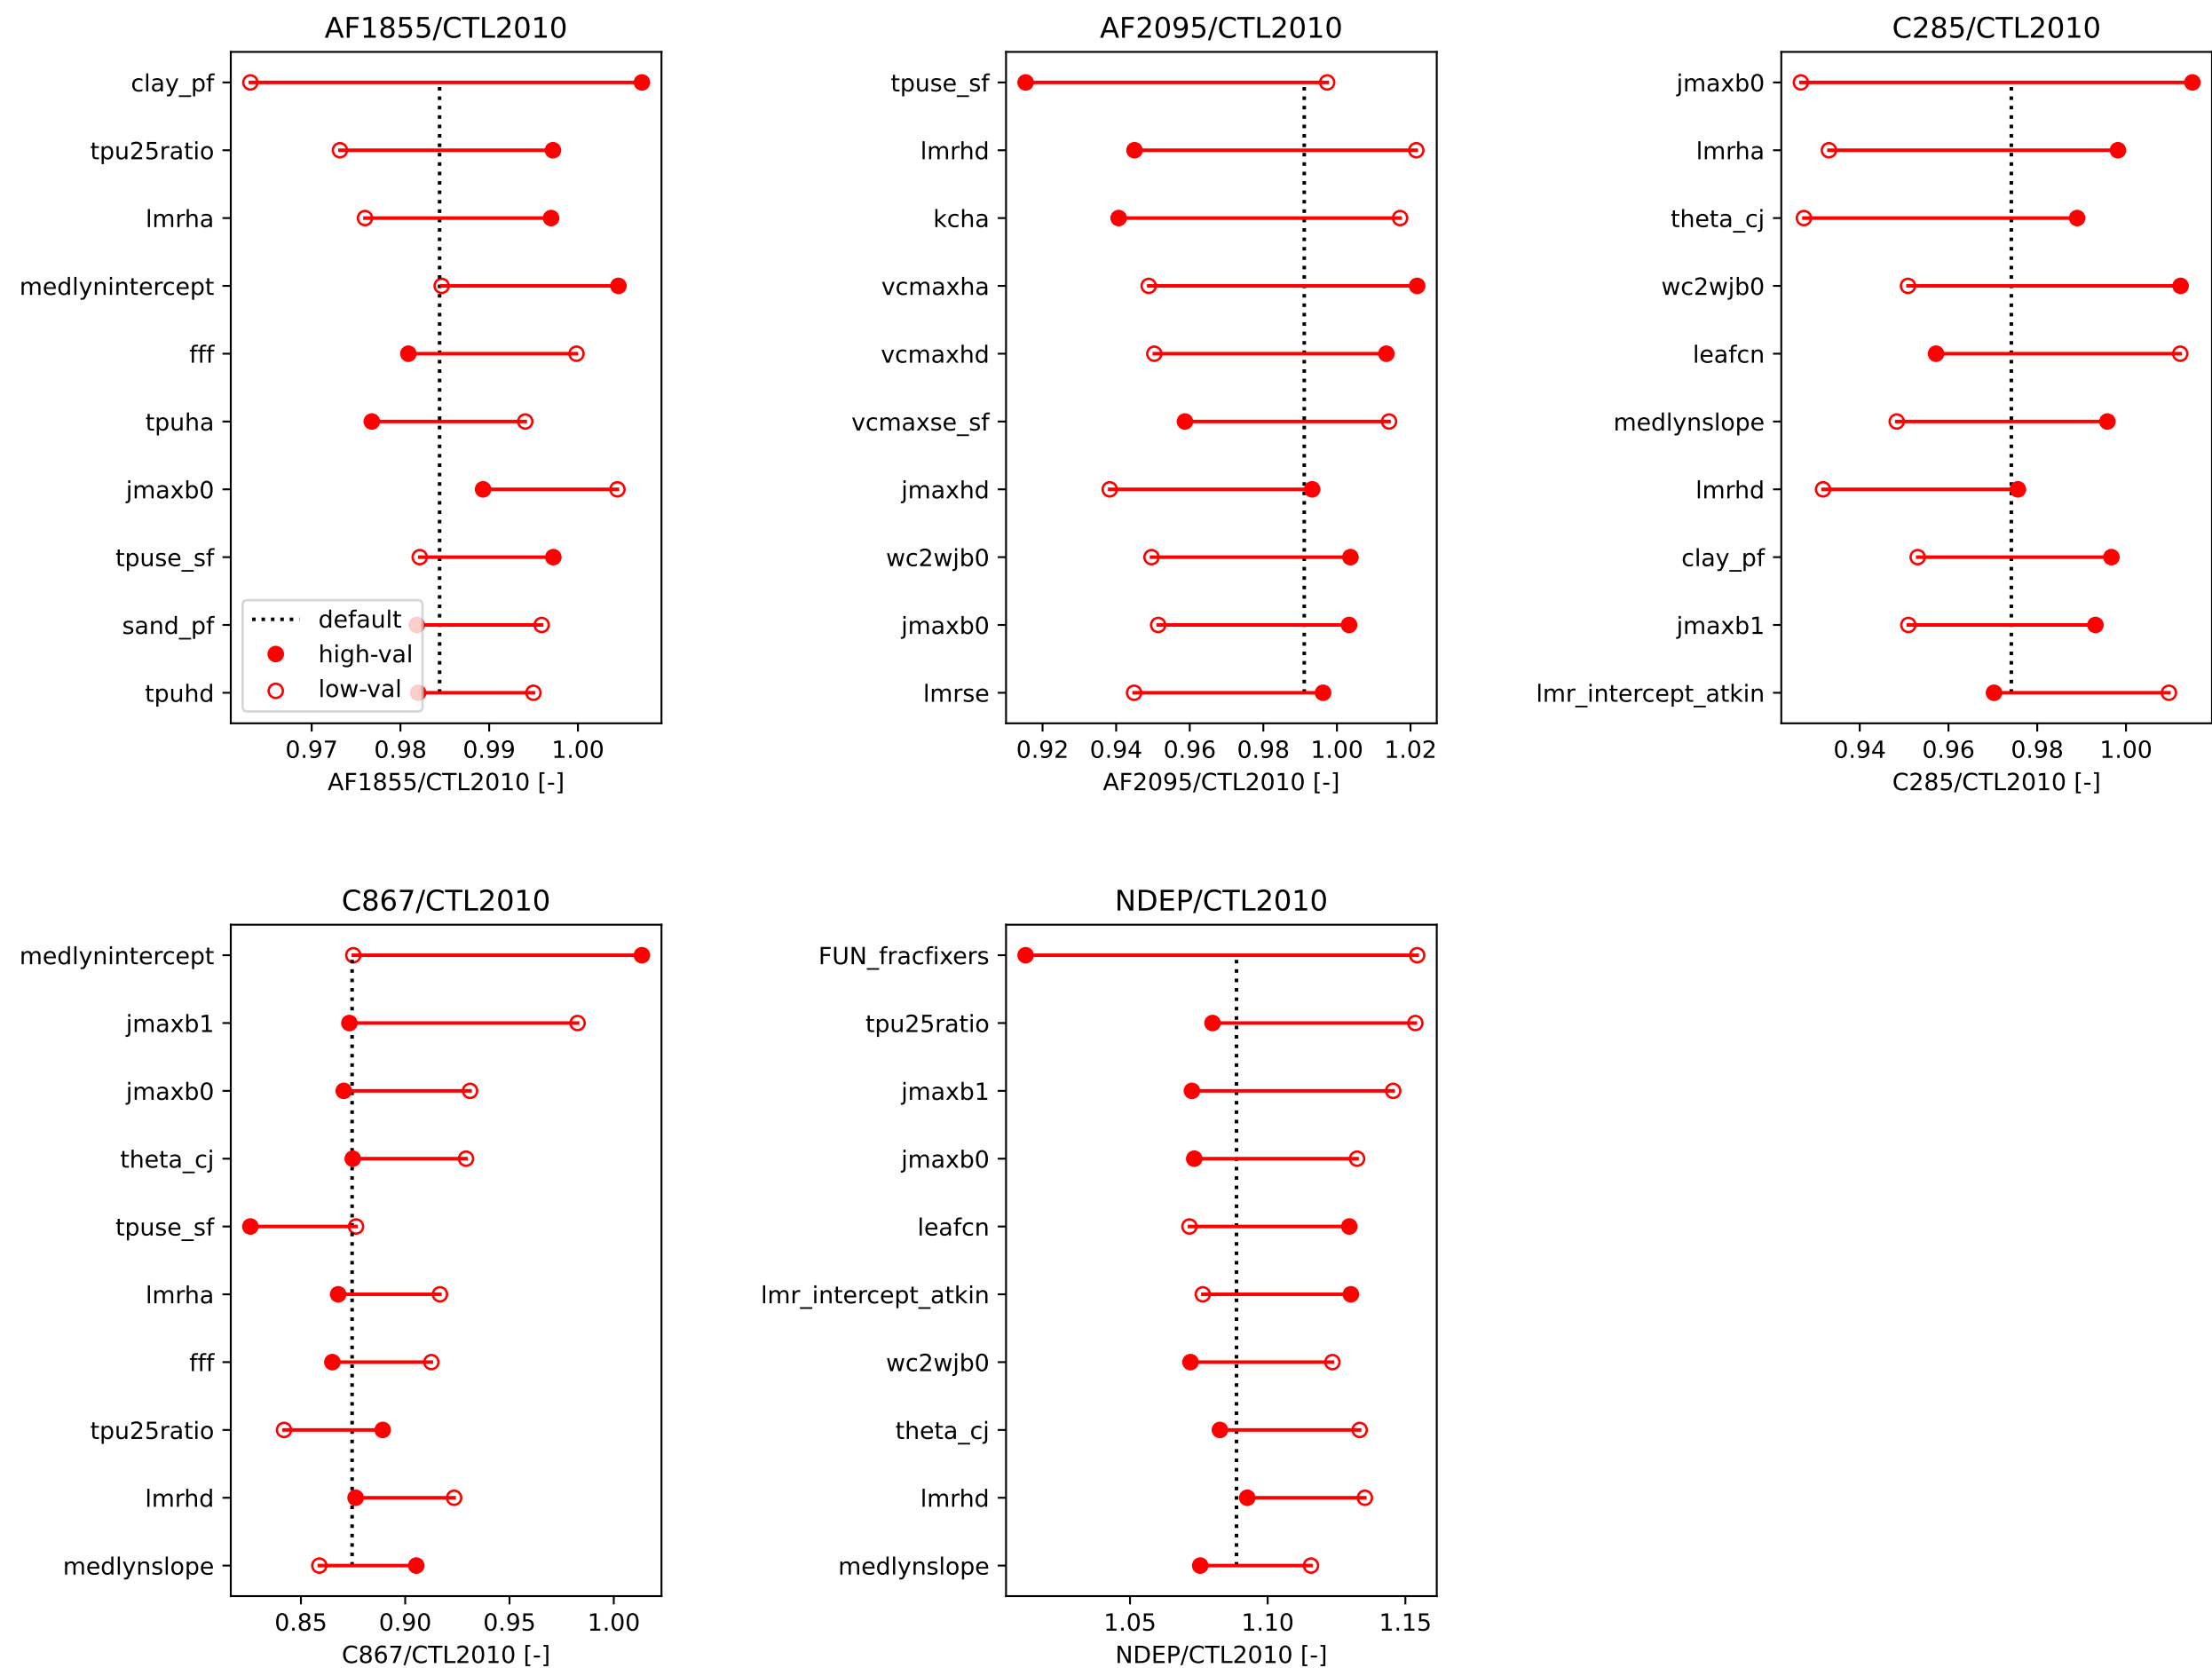 AF1855/CTL2010
clay_pf
tpu25ratio
lmrha
medlynintercept
fff
tpuha
jmaxb0
tpuse_sf
sand_pf
tpuhd
default
high-val
low-val
0.97 0.98 0.99 1.00
AF1855/CTL2010 [-]
AF2095/CTL2010
tpuse_sf
lmrhd
kcha
vcmaxha
vcmaxhd
vcmaxse_sf
jmaxhd
wc2wjb0
jmaxb0
lmrse
0.92 0.94 0.96 0.98 1.00 1.02
AF2095/CTL2010 [-]
C285/CTL2010
jmaxb0
lmrha
theta_cj
wc2wjb0
leafcn
medlynslope
lmrhd
clay_pf
jmaxb1
lmr_intercept_atkin
0.94 0.96 0.98 1.00
C285/CTL2010 [-]
C867/CTL2010
medlynintercept
jmaxb1
jmaxb0
theta_cj
tpuse_sf
lmrha
fff
tpu25ratio
lmrhd
medlynslope
0.85 0.90 0.95 1.00
C867/CTL2010 [-]
NDEP/CTL2010
FUN_fracfixers
tpu25ratio
jmaxb1
jmaxb0
leafcn
lmr_intercept_atkin
wc2wjb0
theta_cj
lmrhd
medlynslope
1.05 1.10 1.15
NDEP/CTL2010 [-]